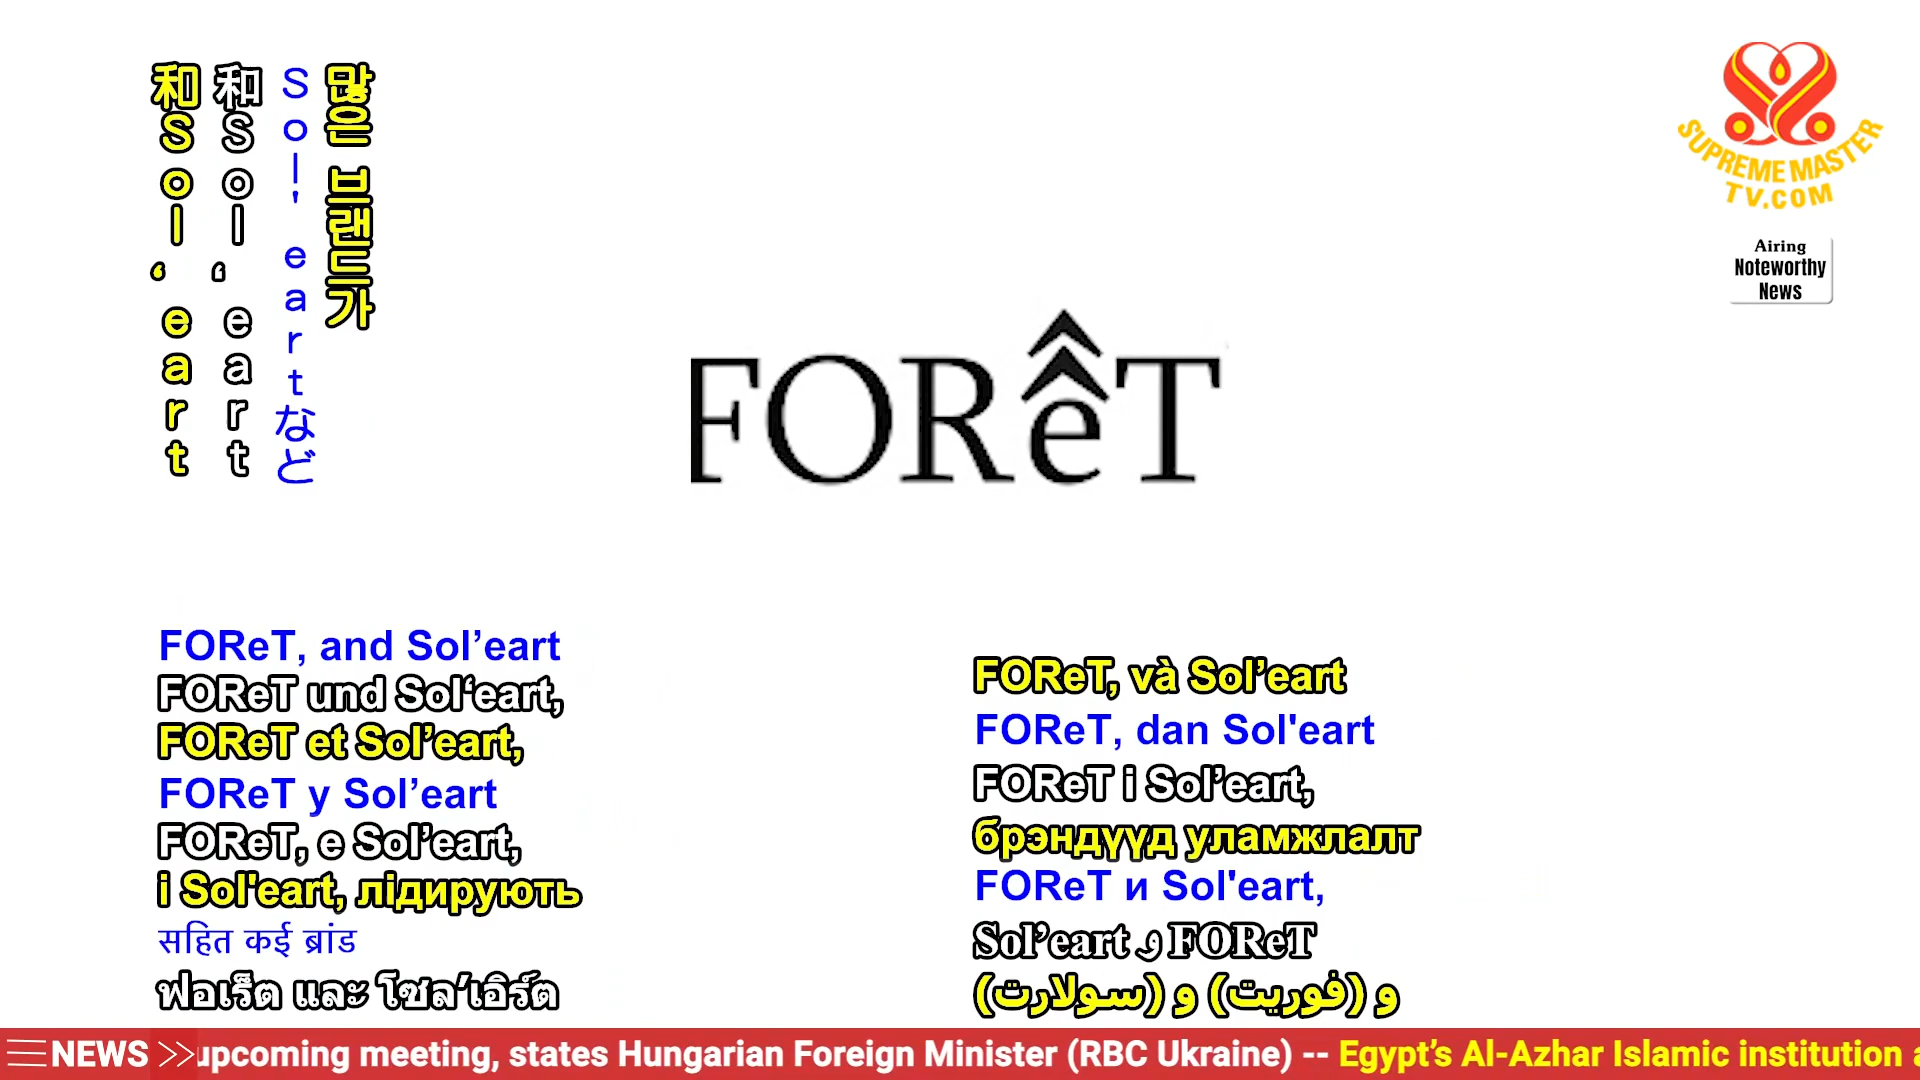 和Sol‘eart
和Sol‘eart
Sol'eartなど
많은 브랜드가
SUPREME MASTER
TV.COM
Airing
Noteworthy
News
FORêT
FOReT, and Sol’eart
FOReT und Sol‘eart,
FOReT et Sol’eart,
FOReT y Sol’eart
FOReT, e Sol’eart,
і Sol'eart, лідирують
सहित कई ब्रांड
ฟอเร็ต และ โซล’เอิร์ต
FOReT, và Sol’eart
FOReT, dan Sol'eart
FOReT i Sol’eart,
брэндүүд уламжлалт
FOReT и Sol'eart,
Sol’eart و FOReT
و (فوريت) و (سولارت)
NEWS
upcoming meeting, states Hungarian Foreign Minister (RBC Ukraine) -- Egypt’s Al-Azhar Islamic institution